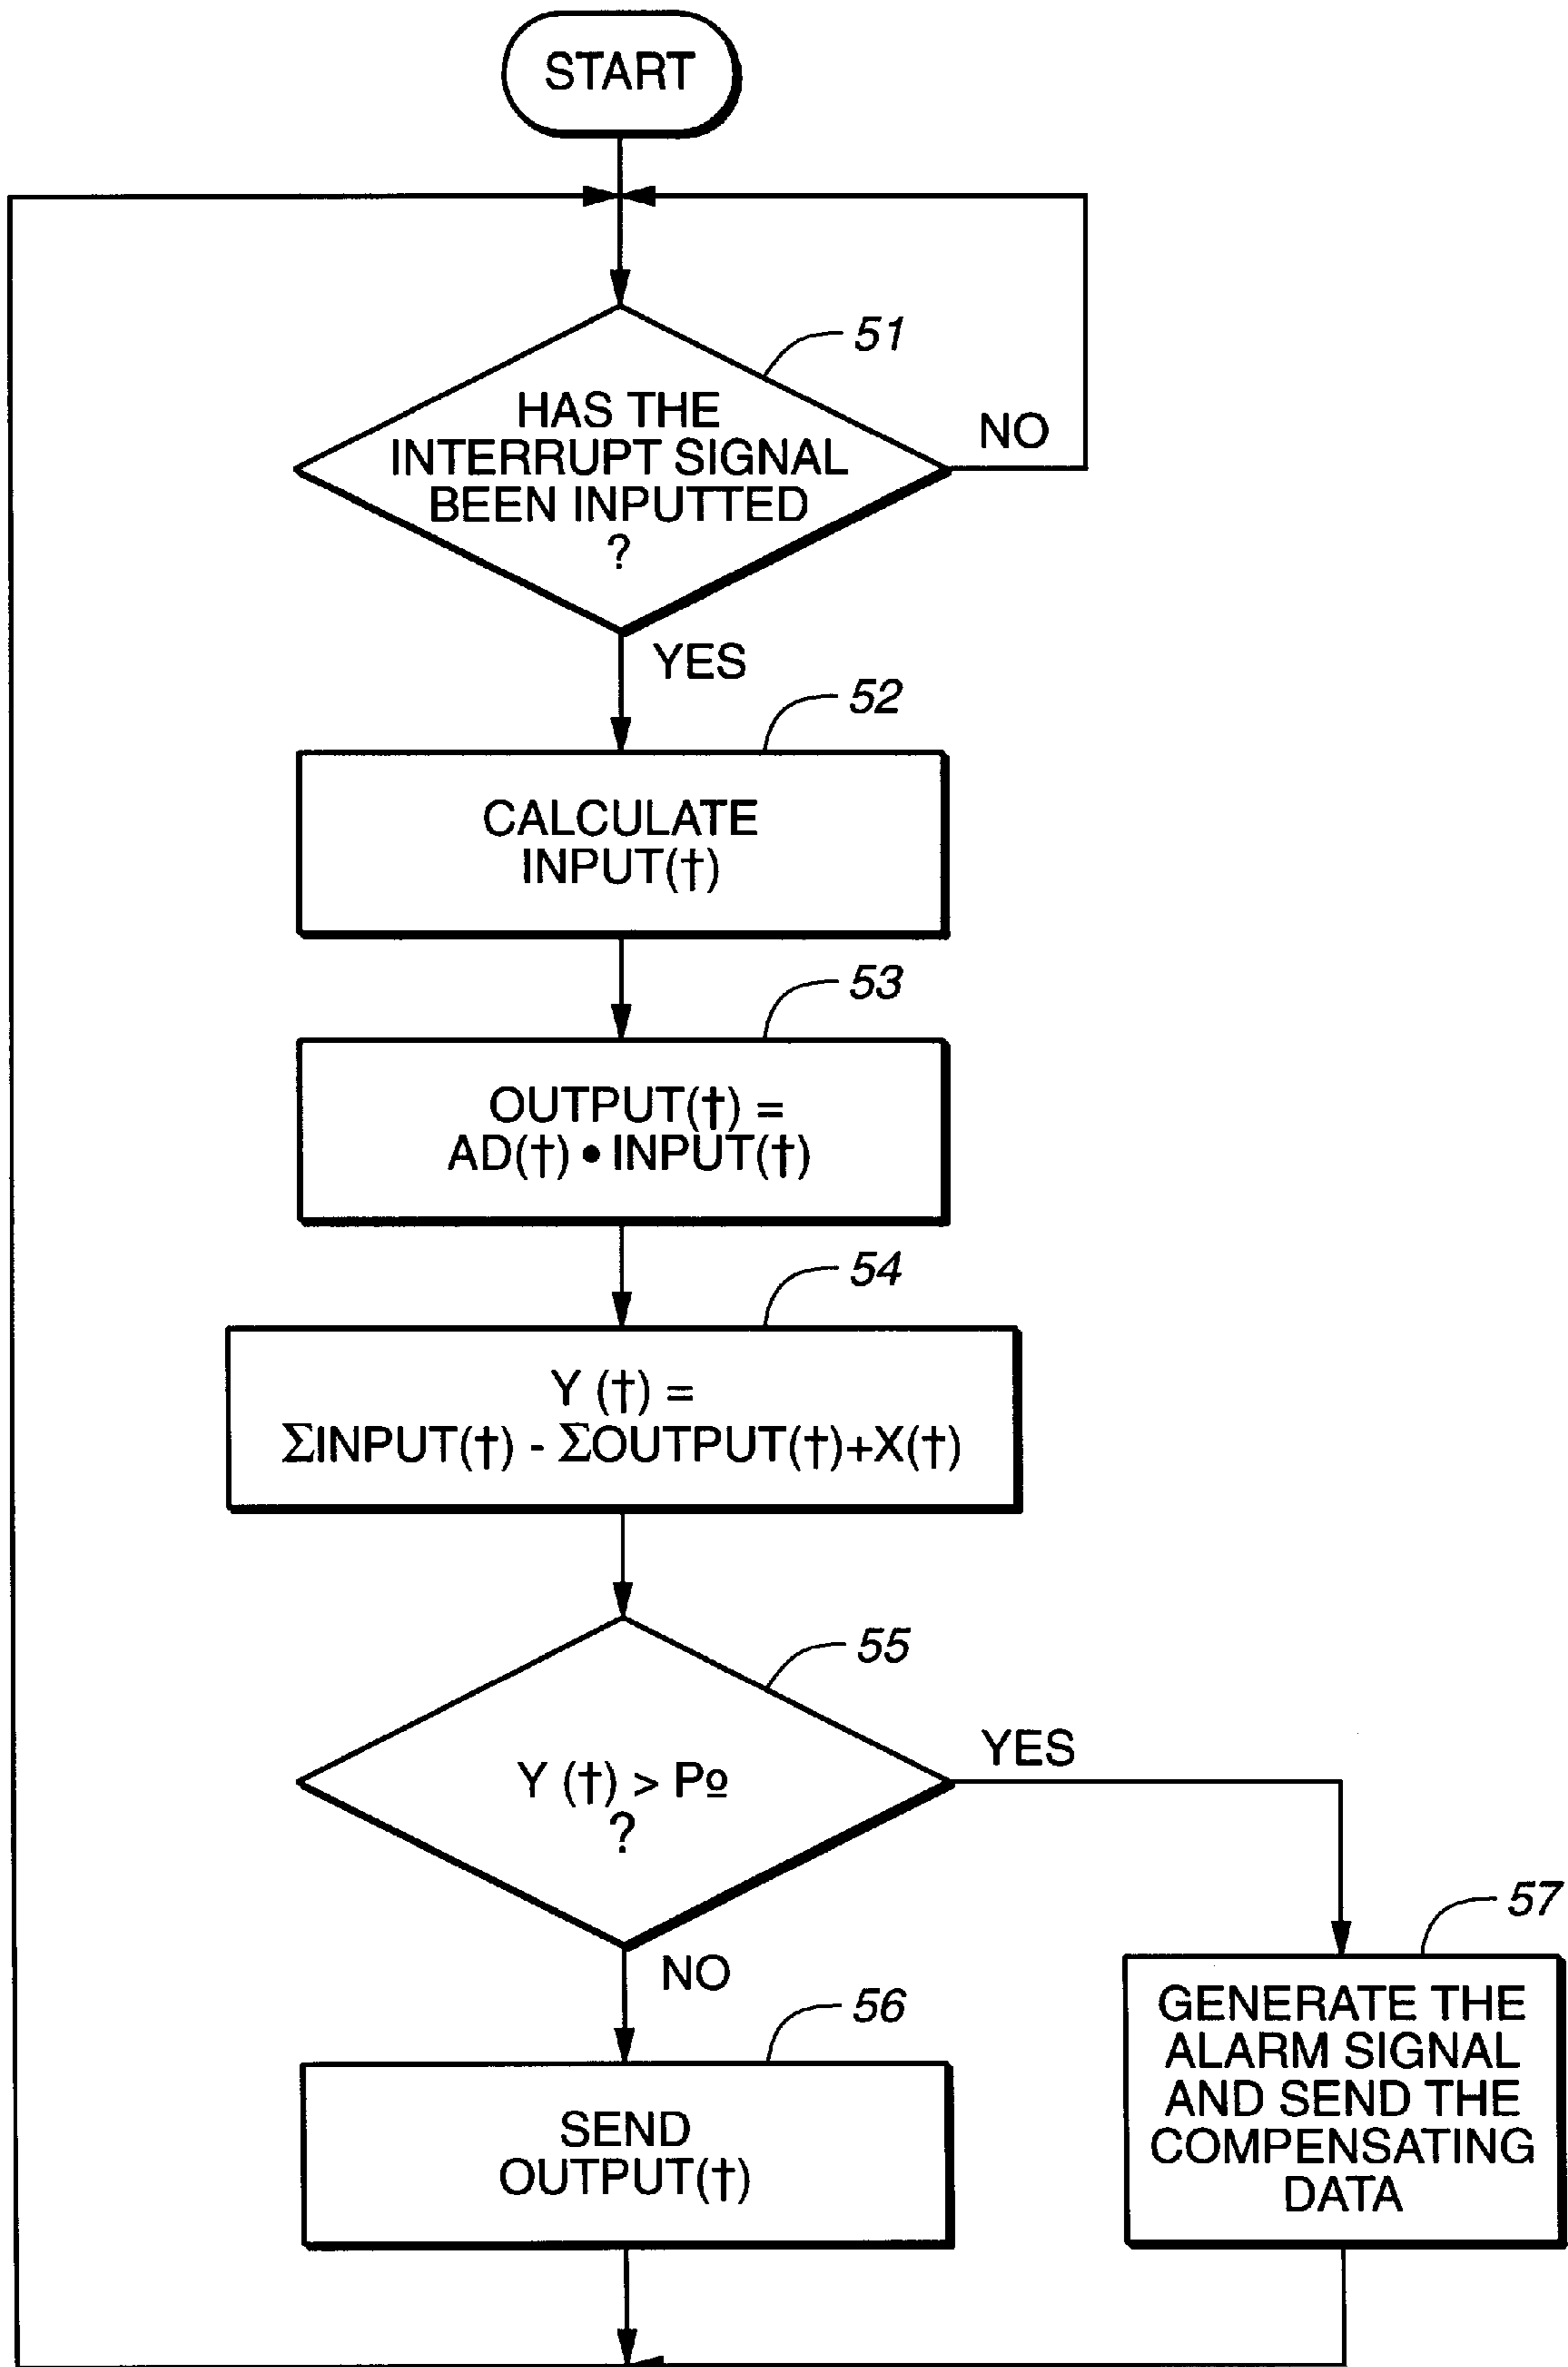 START
51
HAS THE
INTERRUPT SIGNAL
BEEN INPUTTED
?
NO
YES
52
CALCULATE
INPUT(†)
53
OUTPUT(†) =
AD(†) • INPUT(†)
54
Y (†) =
ΣINPUT(†) - ΣOUTPUT(†)+X(†)
55
Y (†) > Pº
?
YES
NO
57
GENERATE THE
ALARM SIGNAL
AND SEND THE
COMPENSATING
DATA
56
SEND
OUTPUT(†)